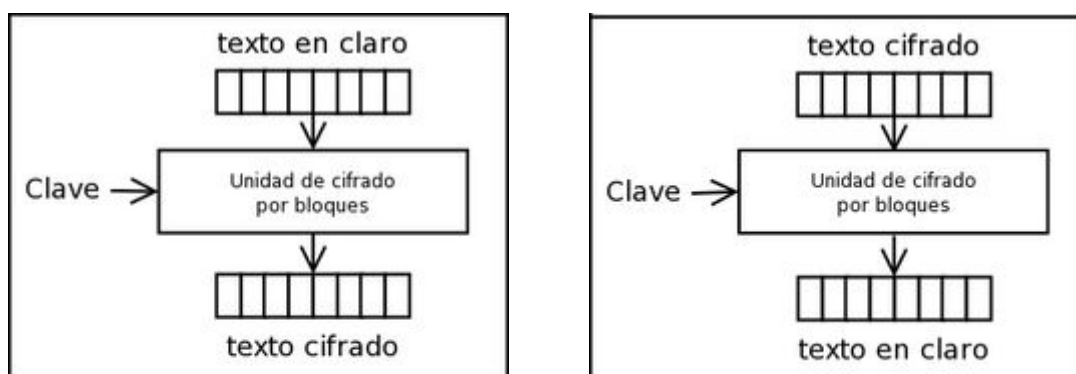 texto en claro
Clave
Unidad de cifrado
por bloques
texto cifrado
texto cifrado
Clave
Unidad de cifrado
por bloques
texto en claro